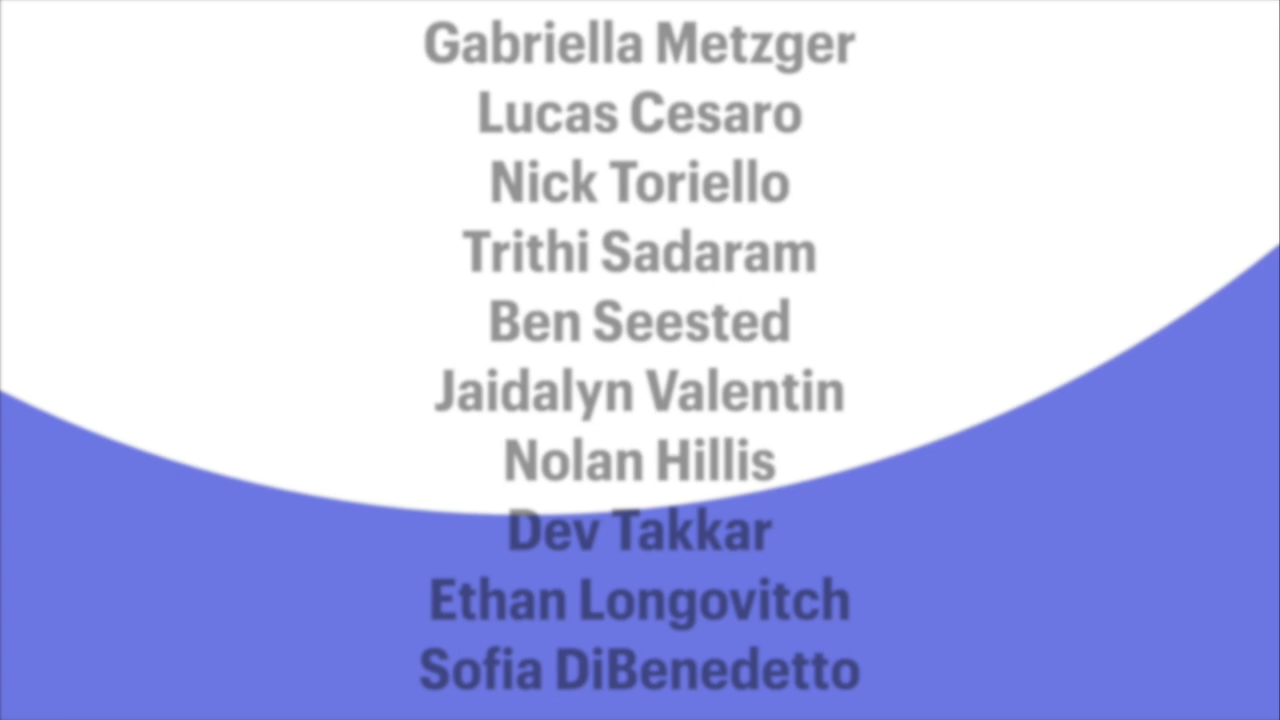 Gabriella Metzger
Lucas Cesaro
Nick Toriello
Trithi Sadaram
Ben Seested
Jaidalyn Valentin
Nolan Hillis
Dev Takkar
Ethan Longovitch
Sofia DiBenedetto